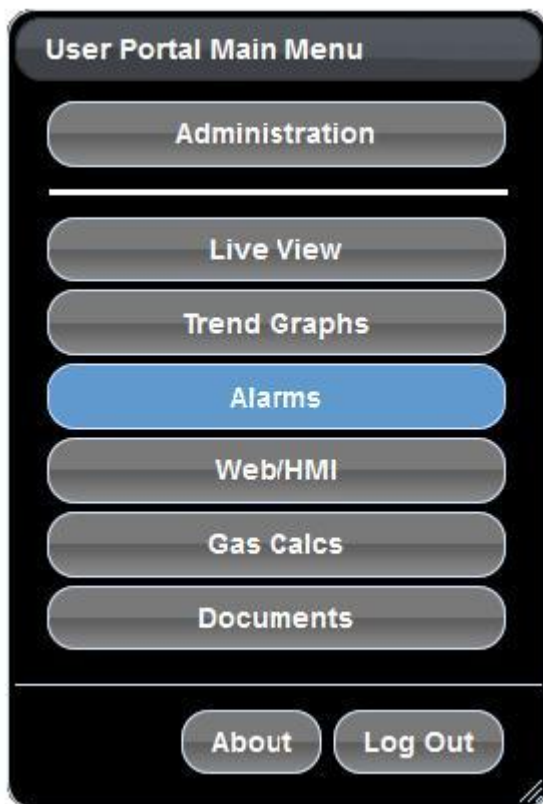 User Portal Main Menu
Administration
Live View
Trend Graphs
Alarms
Web/HMI
Gas Calcs
Documents
About
Log Out